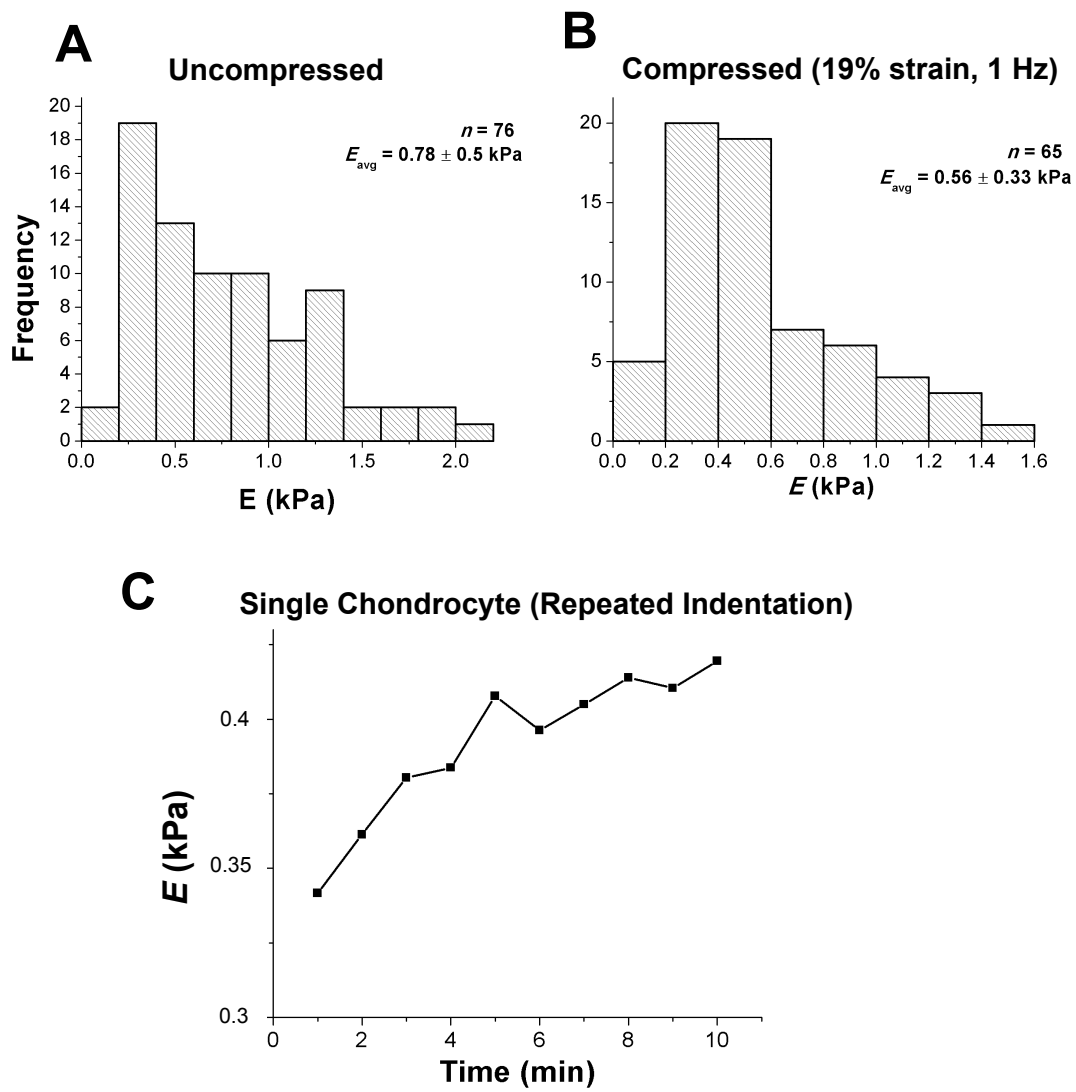 A
Uncompressed
n = 76
E avg = 0.78 ± 0.5 kPa
Frequency
20
18
16
14
12
10
8
6
4
2
0
0.0 0.5 1.0 1.5 2.0
E (kPa)
B
Compressed (19% strain, 1 Hz)
n = 65
E avg = 0.56 ± 0.33 kPa
20
15
10
5
0
0.0 0.2 0.4 0.6 0.8 1.0 1.2 1.4 1.6
E (kPa)
C
Single Chondrocyte (Repeated Indentation)
E (kPa)
0.4
0.35
0.3
0 2 4 6 8 10
Time (min)